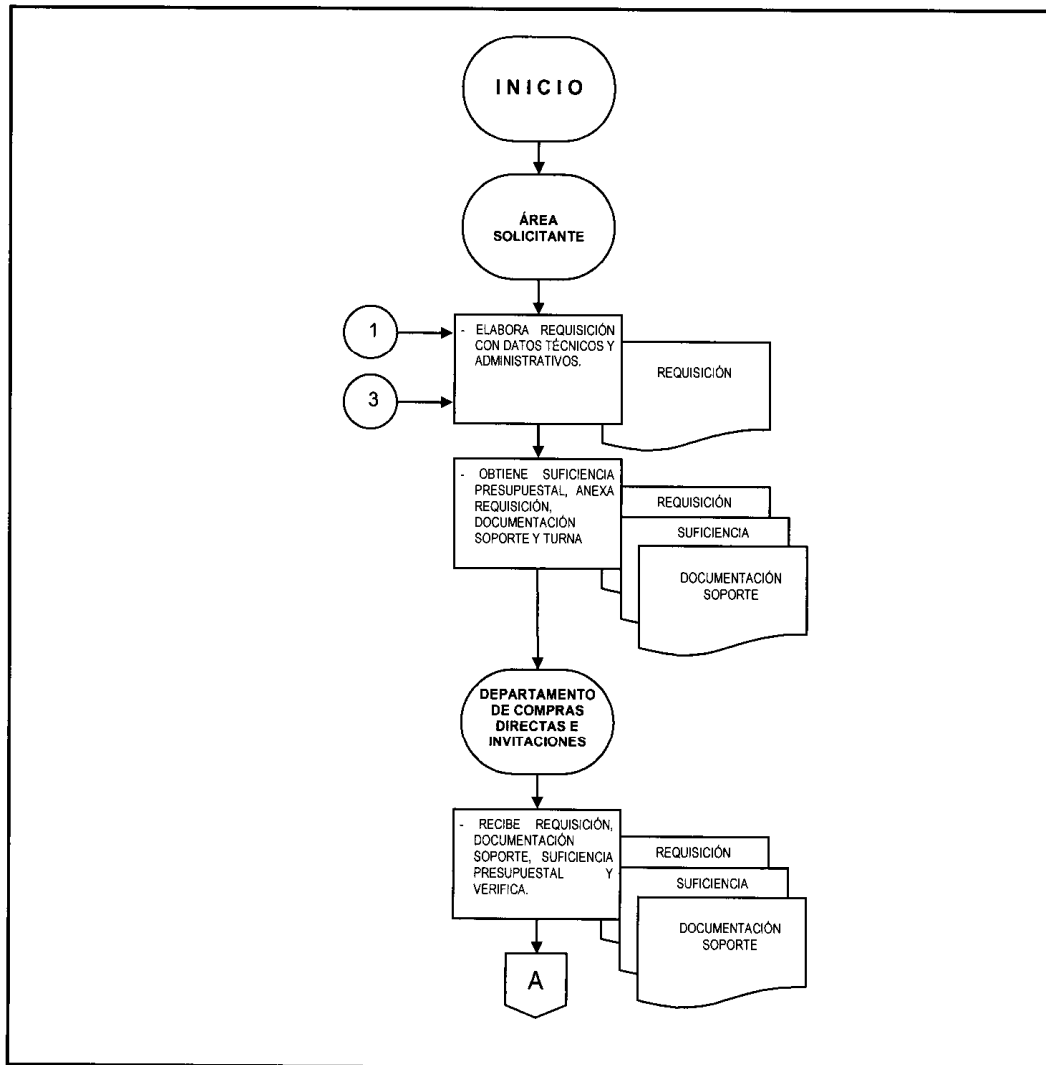 INICIO
ÁREA
SOLICITANTE
1
- ELABORA REQUISICIÓN
CON DATOS TÉCNICOS Y
ADMINISTRATIVOS.
REQUISICIÓN
3
- OBTIENE SUFICIENCIA
PRESUPUESTAL, ANEXA
REQUISICIÓN,
DOCUMENTACIÓN
SOPORTE Y TURNA
REQUISICIÓN
SUFICIENCIA
DOCUMENTACIÓN
SOPORTE
DEPARTAMENTO
DE COMPRAS
DIRECTAS E
INVITACIONES
- RECIBE REQUISICIÓN,
DOCUMENTACIÓN
SOPORTE, SUFICIENCIA
PRESUPUESTAL Y
VERIFICA.
REQUISICIÓN
SUFICIENCIA
DOCUMENTACIÓN
SOPORTE
A